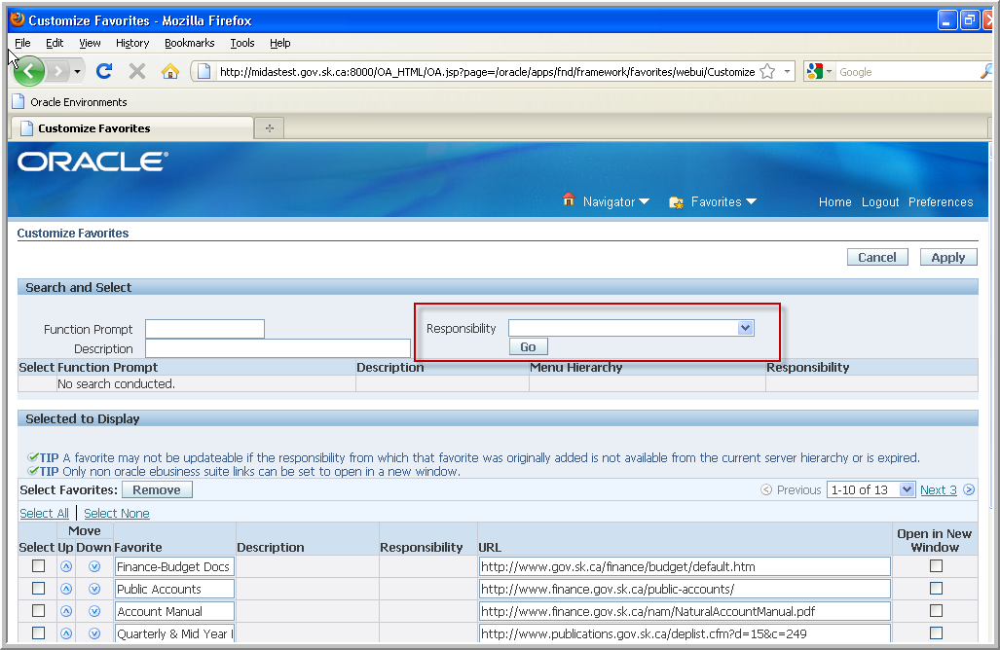 Customize Favorites - Mozilla Firefox
File Edit View History Bookmarks Tools Help
http://midastest.gov.sk.ca:8000/OA_HTML/OA.jsp?page=/oracle/apps/fnd/framework/favorites/webui/Customize Google
Oracle Environments
Customize Favorites
ORACLE®
Navigator Favorites Home Logout Preferences
Customize Favorites
Cancel Apply
Search and Select
Function Prompt Responsibility
Description Go
Select Function Prompt Description Menu Hierarchy Responsibility
No search conducted.
Selected to Display
TIP A favorite may not be updateable if the responsibility from which that favorite was originally added is not available from the current server hierarchy or is expired.
TIP Only non oracle ebusiness suite links can be set to open in a new window.
Select Favorites: Remove Previous 1-10 of 13 Next 3
Select All | Select None
Move Open in New
Select Up Down Favorite Description Responsibility URL Window
Finance-Budget Docs http://www.gov.sk.ca/finance/budget/default.htm
Public Accounts http://www.finance.gov.sk.ca/public-accounts/
Account Manual http://www.finance.gov.sk.ca/nam/NaturalAccountManual.pdf
Quarterly & Mid Year http://www.publications.gov.sk.ca/deplist.cfm?d=15&c=249